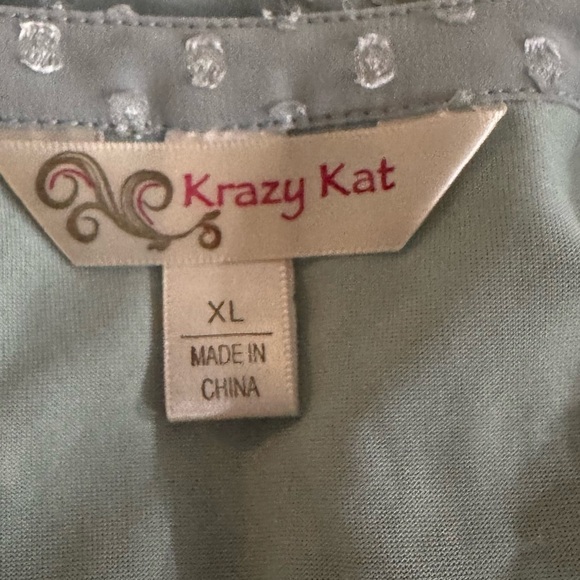 Krazy Kat
XL
MADE IN
CHINA